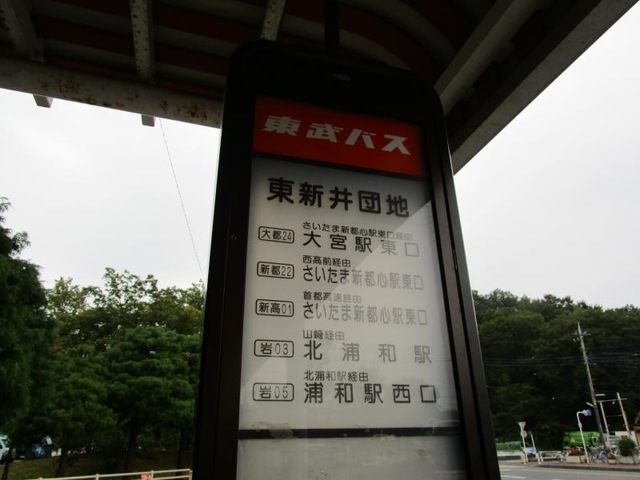 東武バス
東新井団地
さいたま新都心駅東口経由
大都24 大宮駅東口
西高前経由
新都22 さいたま新都心駅東口
首都高速経由
新高01 さいたま新都心駅東口
山崎経由
岩03 北浦和駅
北浦和駅経由
岩05 浦和駅西口